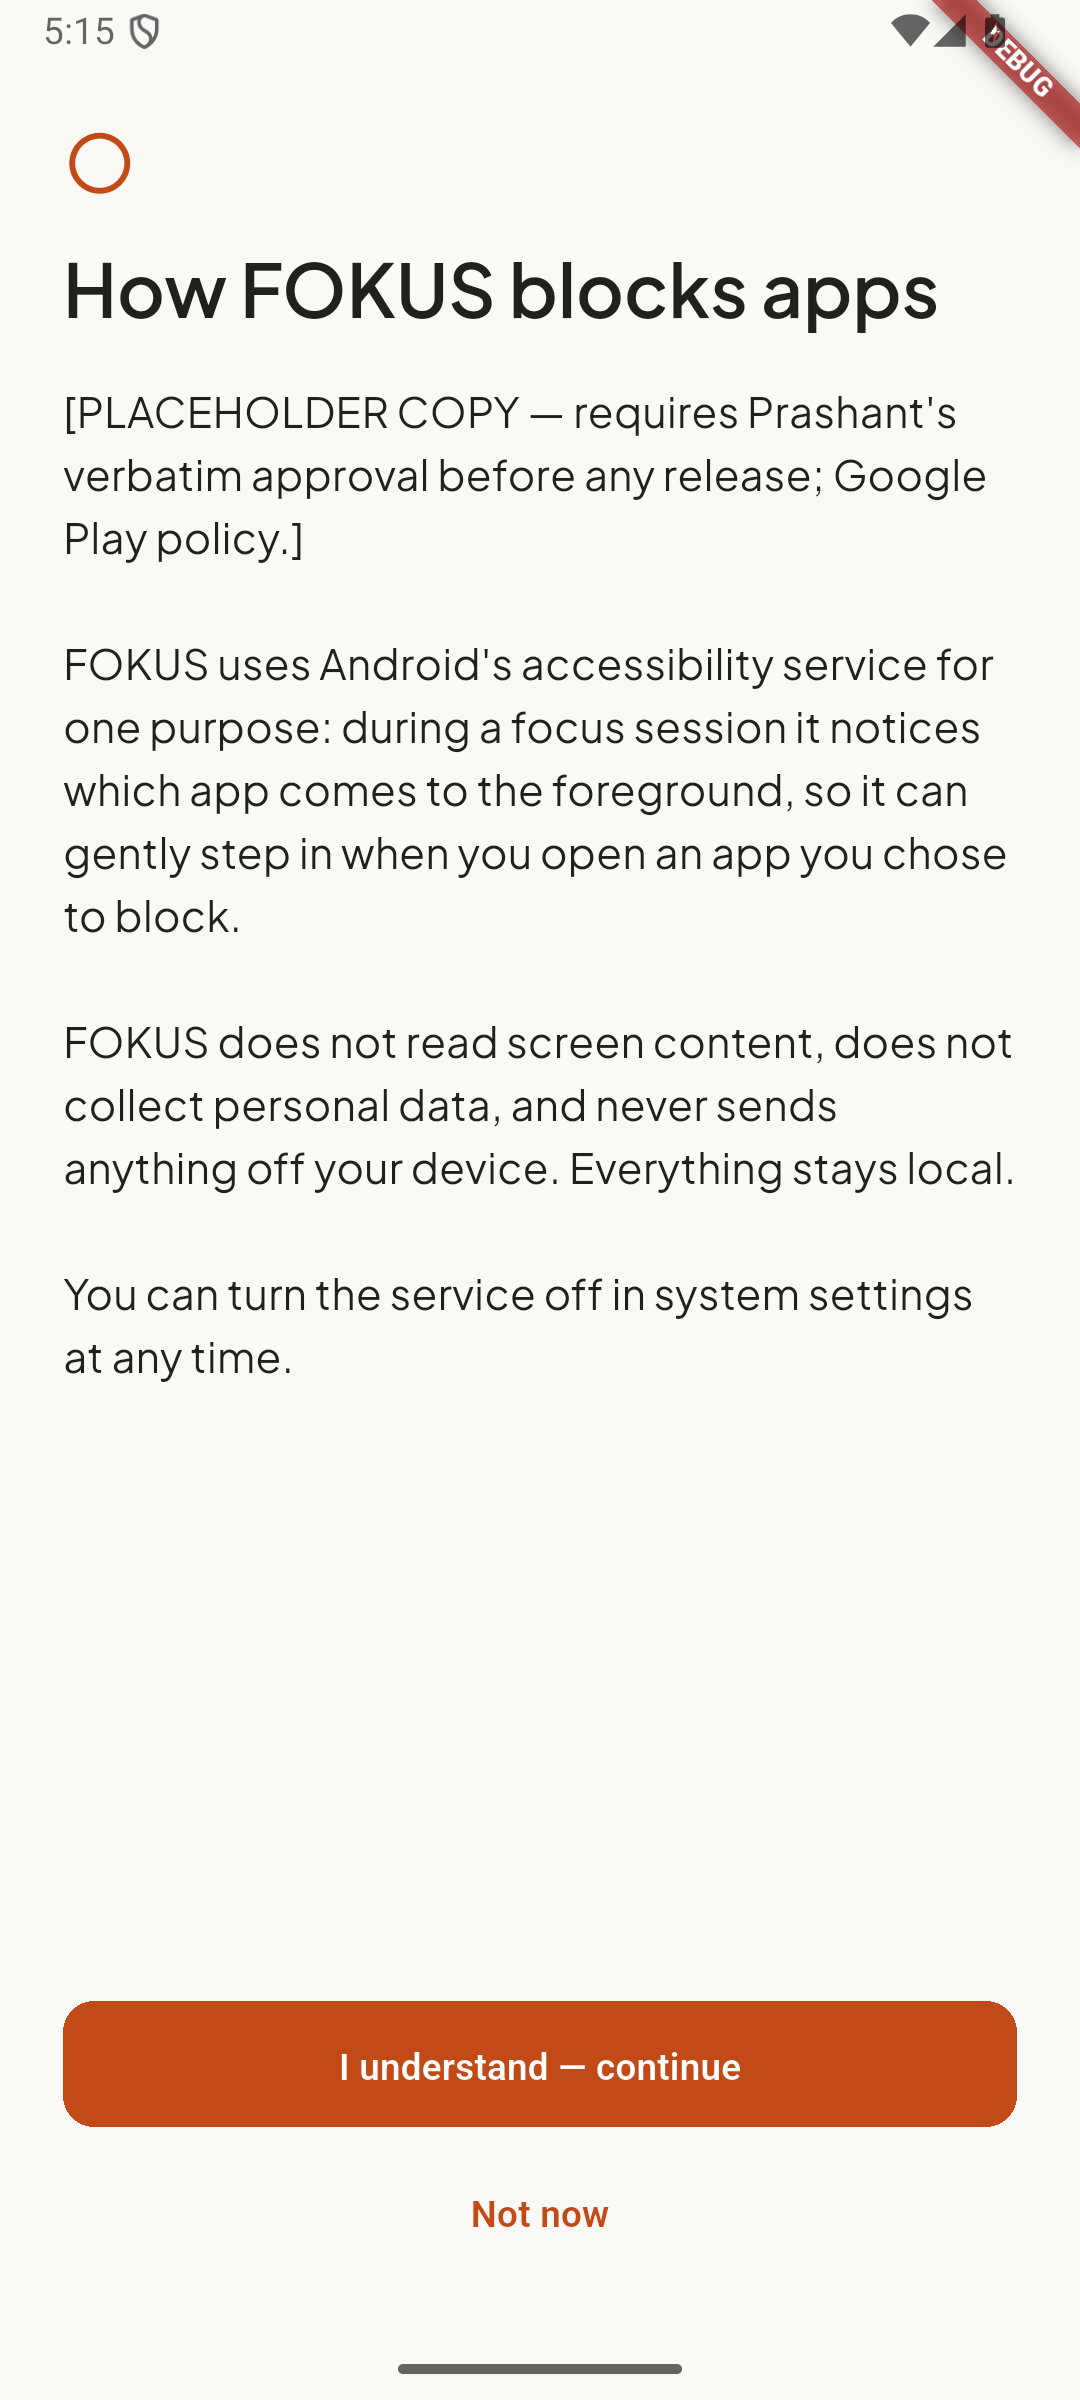 5:15
DEBUG
How FOKUS blocks apps
[PLACEHOLDER COPY — requires Prashant's
verbatim approval before any release; Google
Play policy.]
FOKUS uses Android's accessibility service for
one purpose: during a focus session it notices
which app comes to the foreground, so it can
gently step in when you open an app you chose
to block.
FOKUS does not read screen content, does not
collect personal data, and never sends
anything off your device. Everything stays local.
You can turn the service off in system settings
at any time.
I understand — continue
Not now